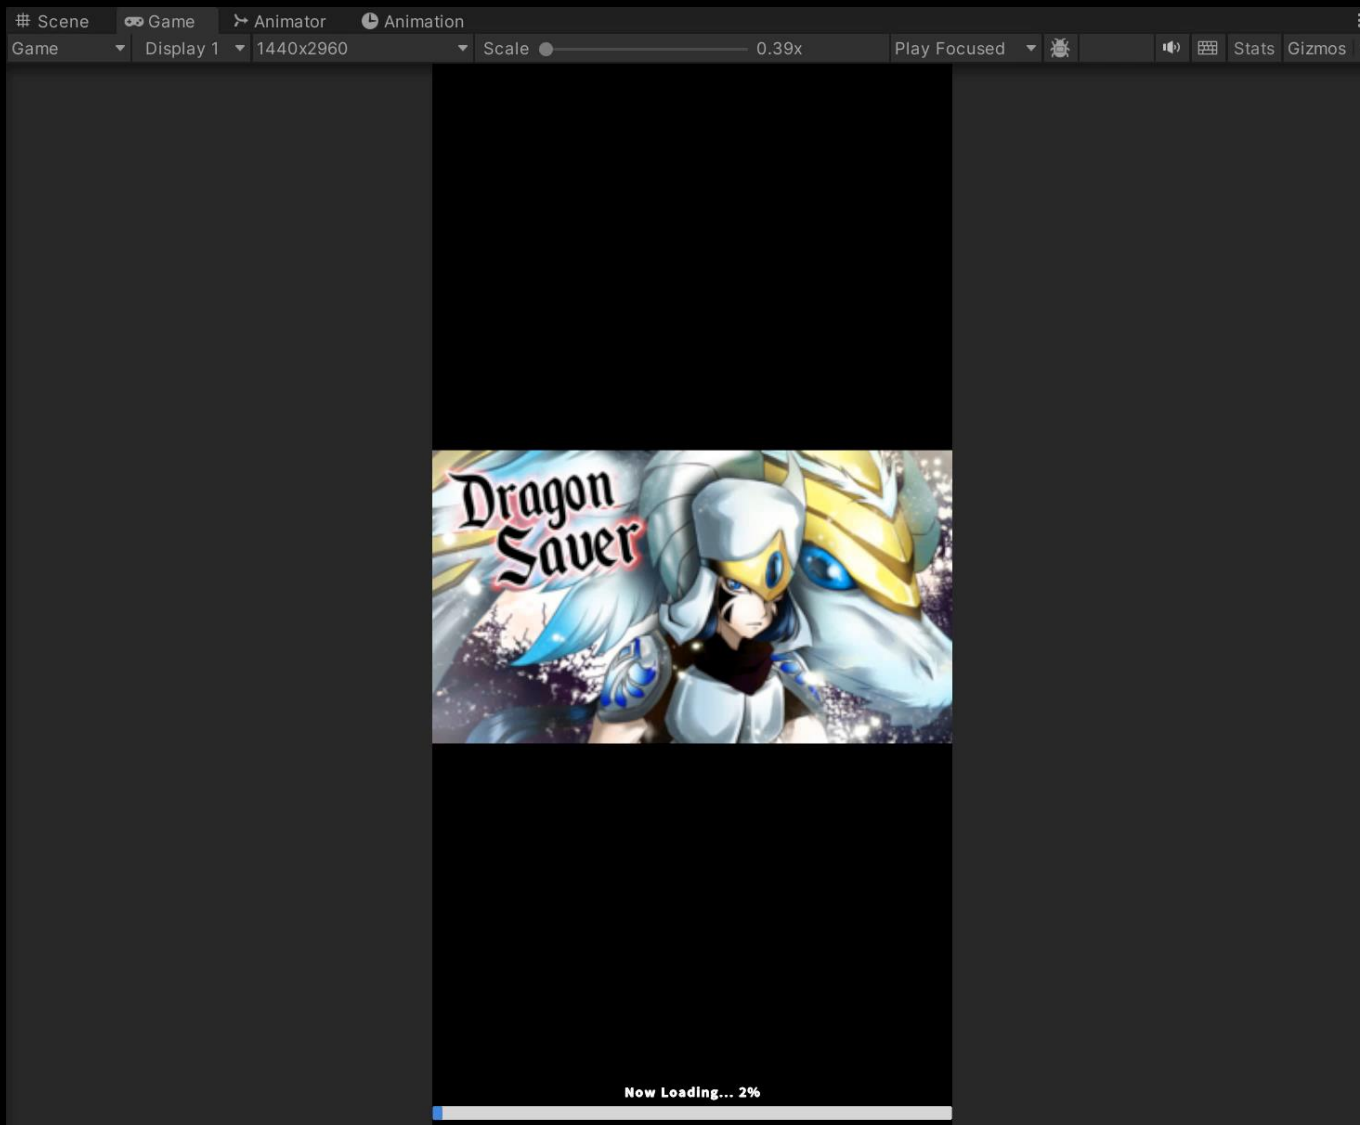 Scene Game Animator Animation
Game Display 1 1440x2960 Scale 0.39x Play Focused Stats Gizmos
Dragon
Saver
Now Loading... 2%